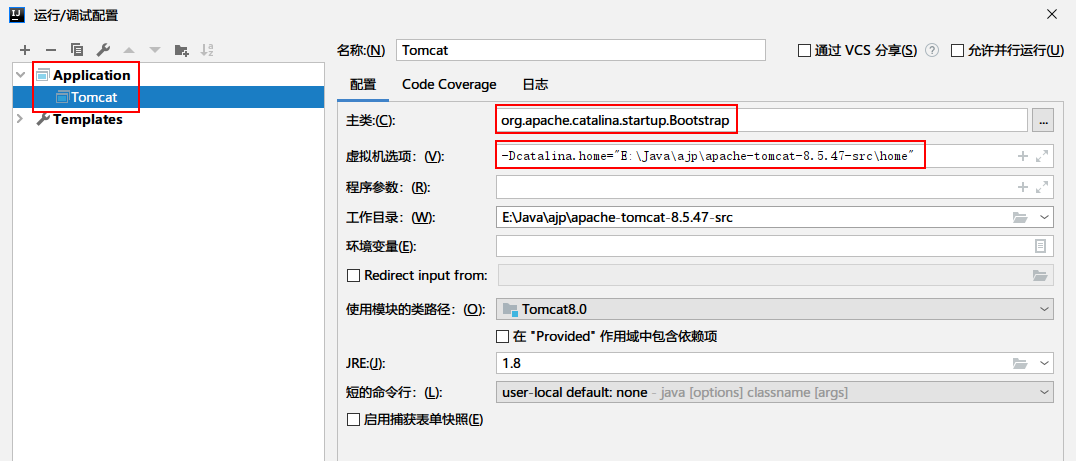 运行/调试配置
名称:(N) Tomcat 通过 VCS 分享(S) 允许并行运行(U)
Application
Tomcat
Templates
配置 Code Coverage 日志
主类:(C): org.apache.catalina.startup.Bootstrap ...
虚拟机选项: (V): -Dcatalina.home="E:\Java\ajp\apache-tomcat-8.5.47-src\home"
程序参数: (R):
工作目录: (W): E:\Java\ajp\apache-tomcat-8.5.47-src
环境变量(E):
Redirect input from:
使用模块的类路径: (O): Tomcat8.0
在 "Provided" 作用域中包含依赖项
JRE:(J): 1.8
短的命令行: (L): user-local default: none - java [options] classname [args]
启用捕获表单快照(E)